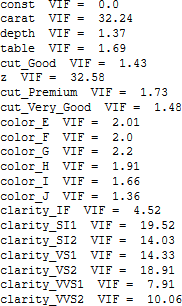 const  VIF =  0.0
carat  VIF =  32.24
depth  VIF =  1.37
table  VIF =  1.69
cut_Good  VIF =  1.43
z  VIF =  32.58
cut_Premium  VIF =  1.73
cut_Very_Good  VIF =  1.48
color_E  VIF =  2.01
color_F  VIF =  2.0
color_G  VIF =  2.2
color_H  VIF =  1.91
color_I  VIF =  1.66
color_J  VIF =  1.36
clarity_IF  VIF =  4.52
clarity_SI1  VIF =  19.52
clarity_SI2  VIF =  14.03
clarity_VS1  VIF =  14.33
clarity_VS2  VIF =  18.91
clarity_VVS1  VIF =  7.91
clarity_VVS2  VIF =  10.06